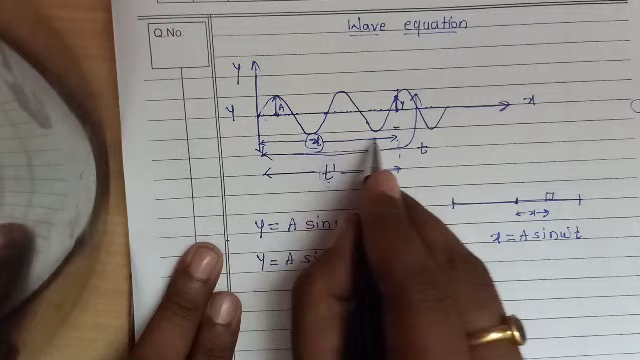 Q.No.
Wave equation
y
A
y
y
x
x
t
t'
y = A sin
x
x = A sin ωt
y = A si